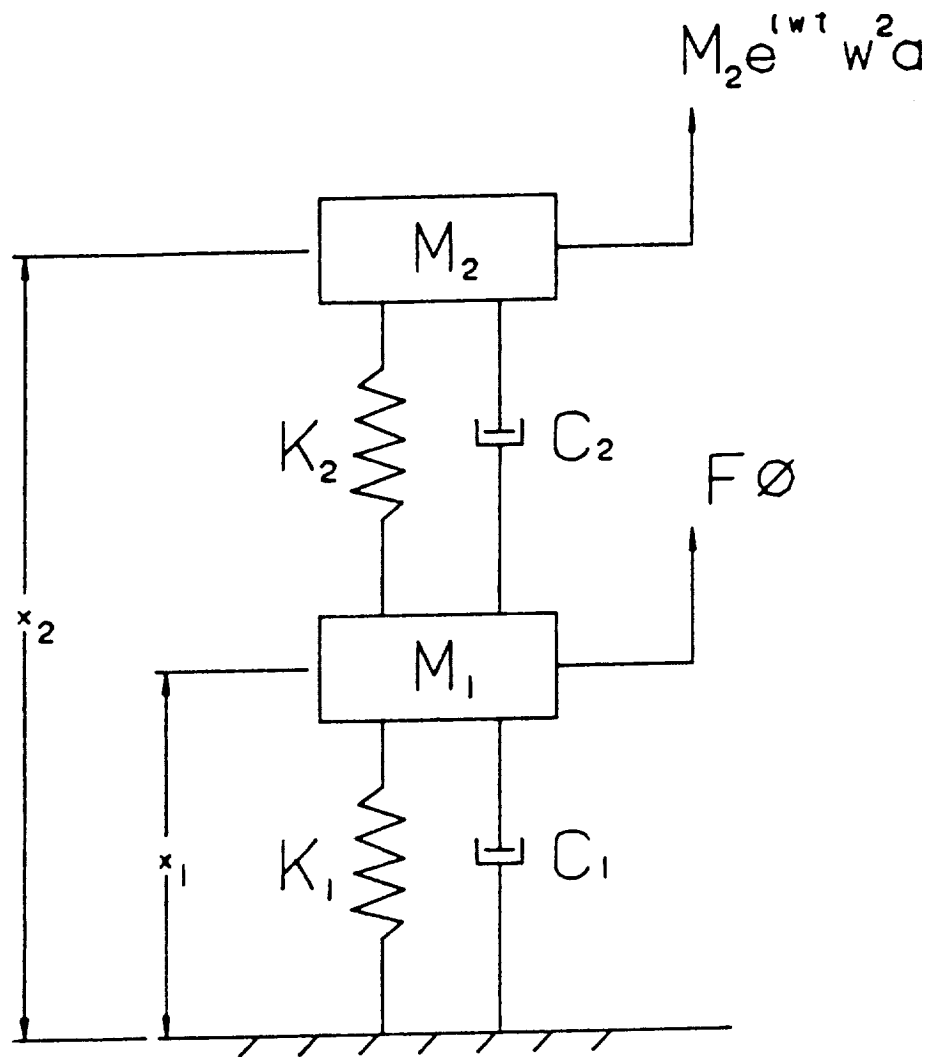 M₂e^(iwt) w²a
M₂
K₂
C₂
FØ
x₂
M₁
x₁
K₁
C₁